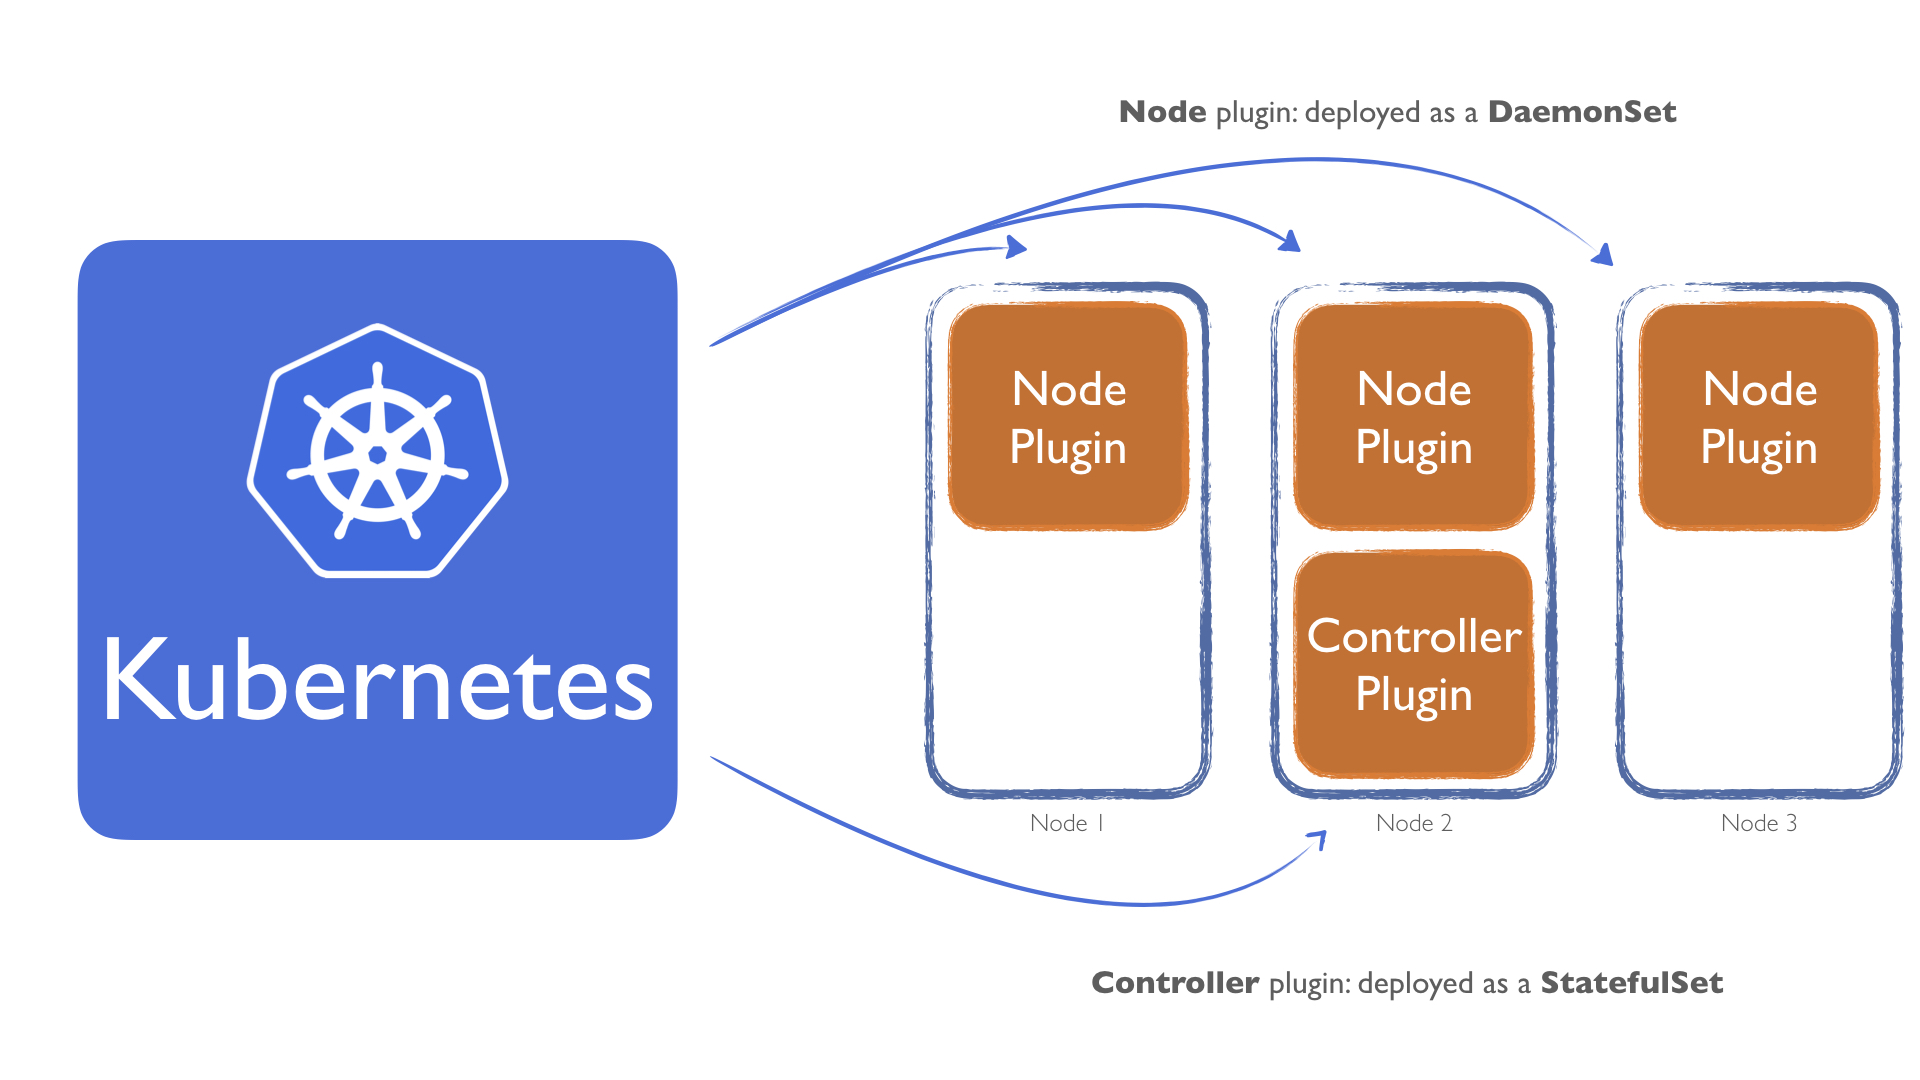 Node plugin: deployed as a DaemonSet
Kubernetes
Node
Plugin
Node
Plugin
Node
Plugin
Controller
Plugin
Node 1
Node 2
Node 3
Controller plugin: deployed as a StatefulSet